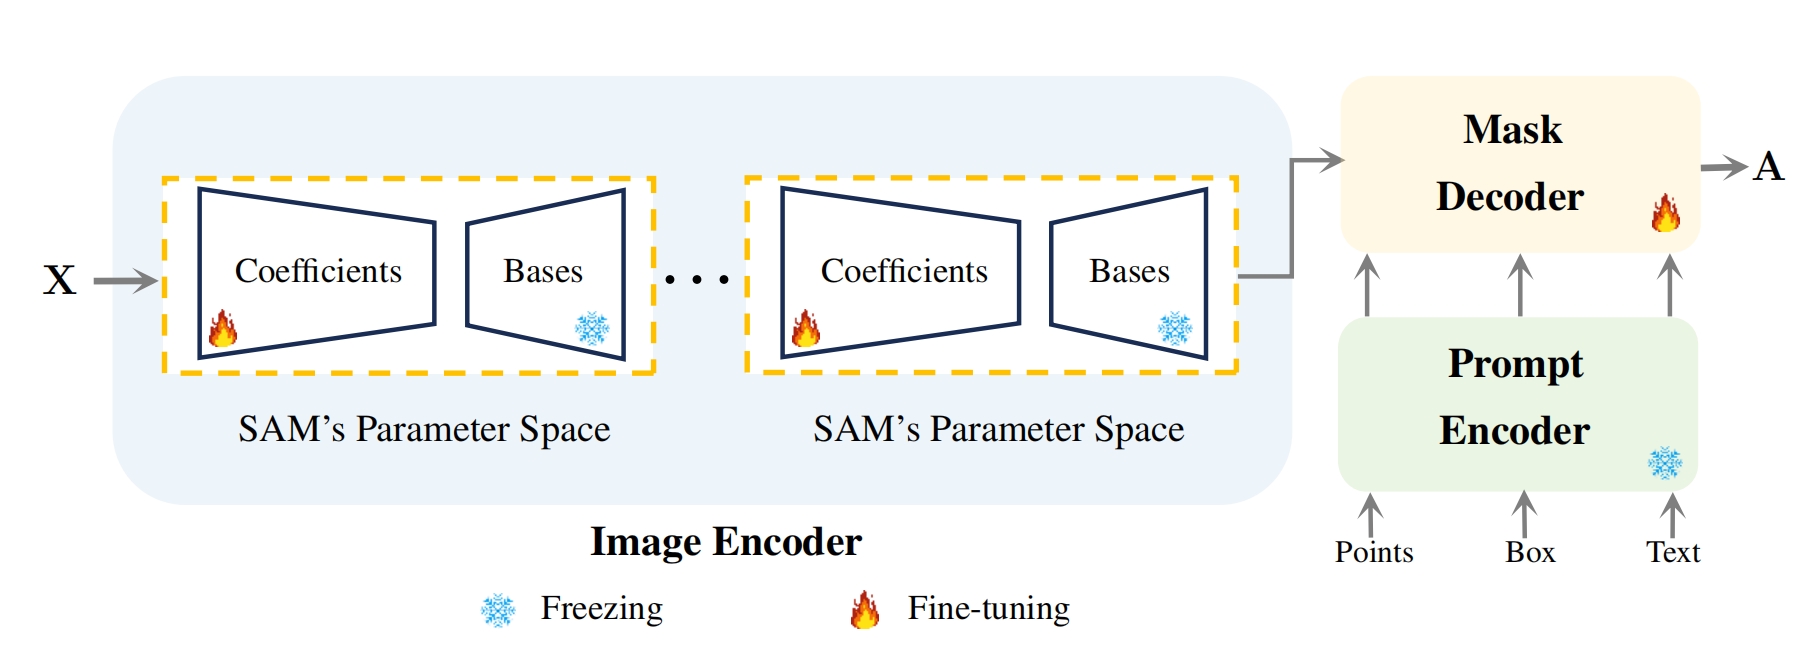 X
Coefficients
Bases
SAM’s Parameter Space
. . .
Coefficients
Bases
SAM’s Parameter Space
Image Encoder
Mask
Decoder
A
Prompt
Encoder
Points
Box
Text
Freezing
Fine-tuning